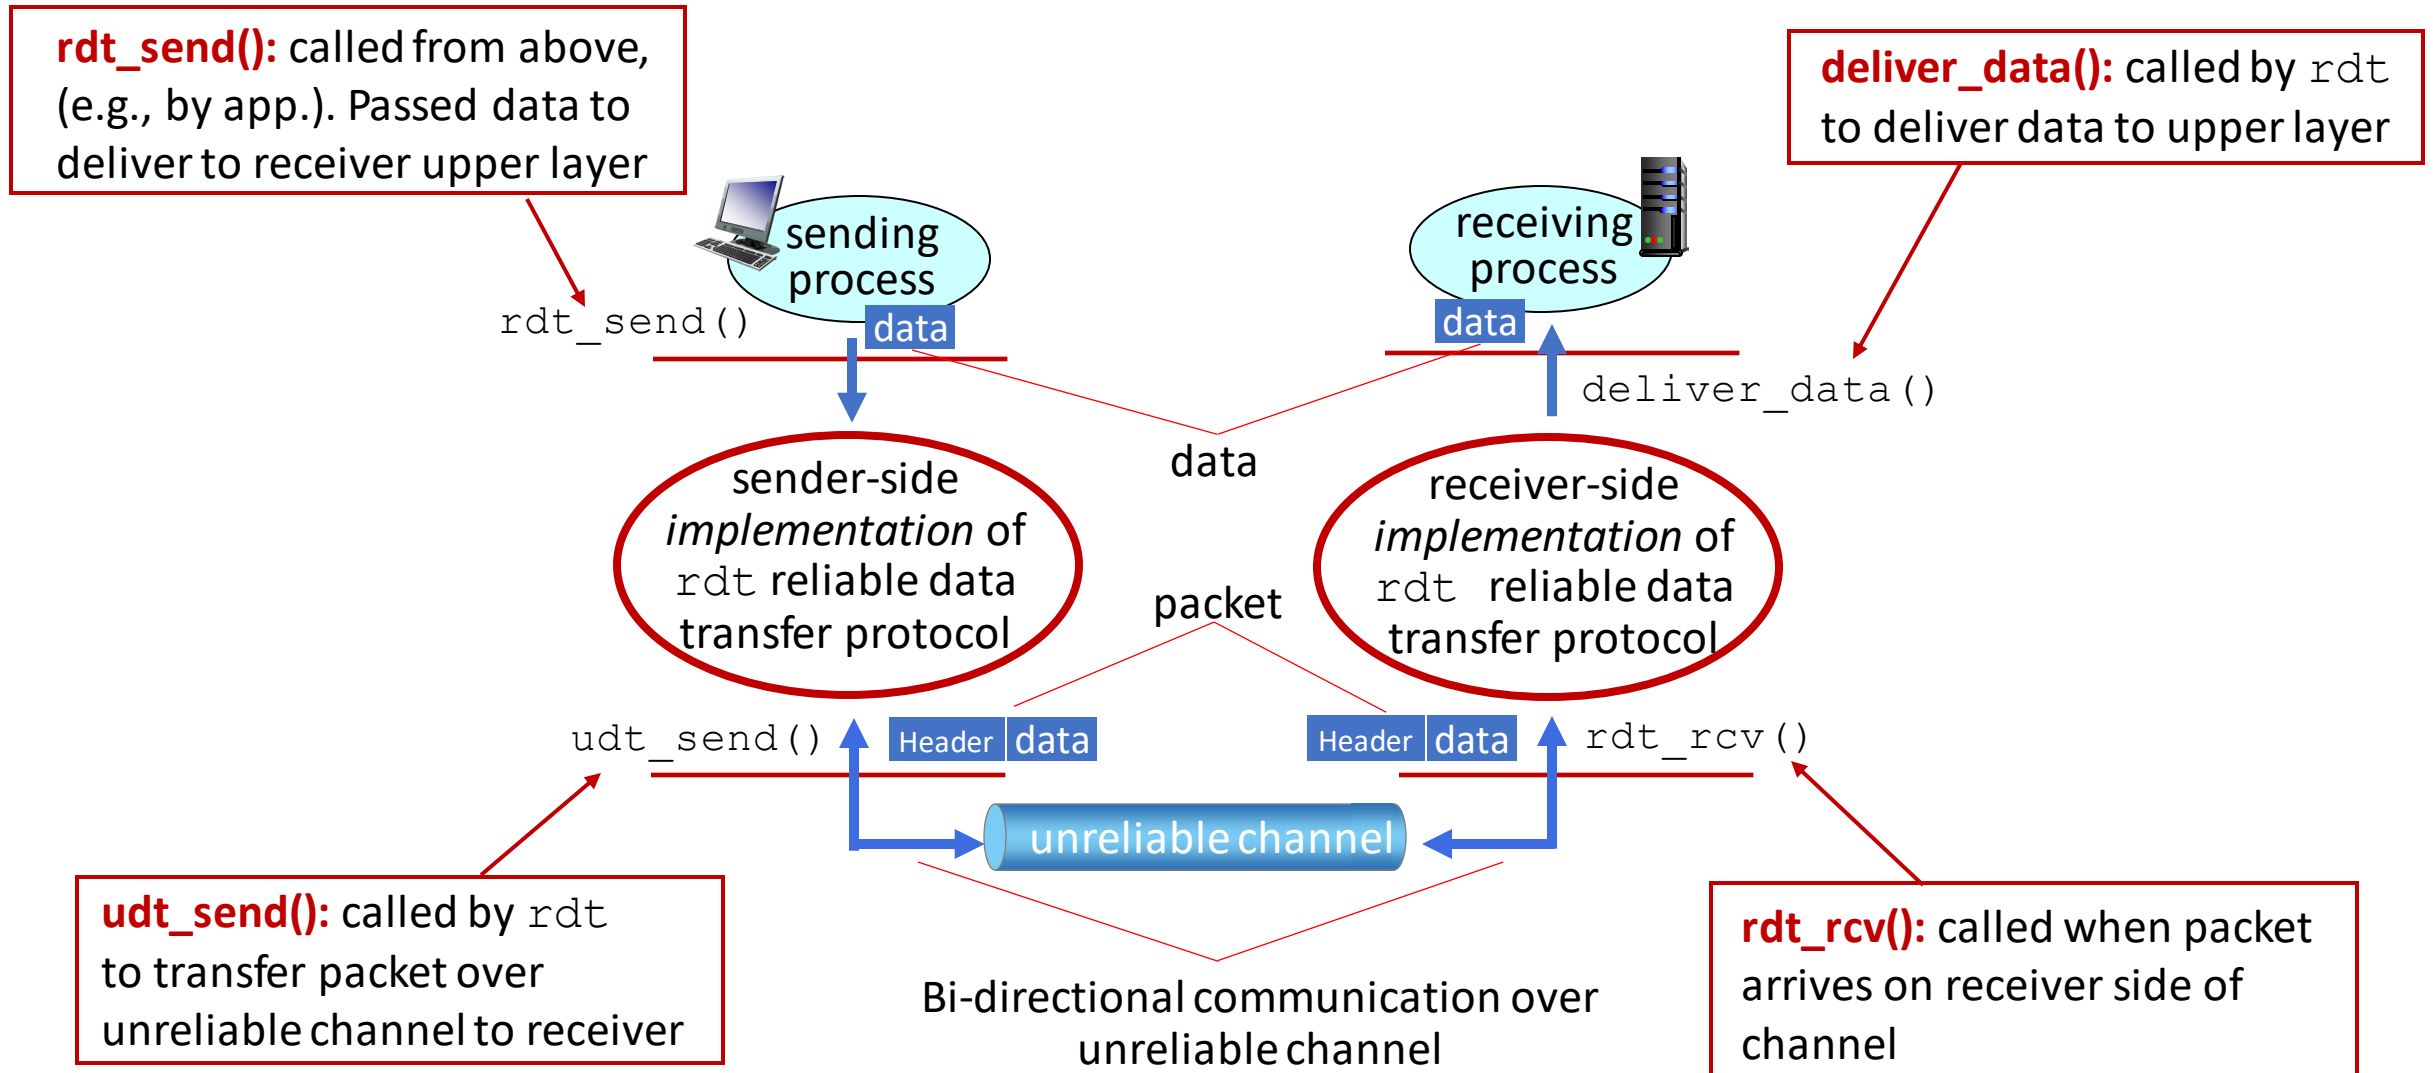 rdt_send(): called from above,
(e.g., by app.). Passed data to
deliver to receiver upper layer
deliver_data(): called by rdt
to deliver data to upper layer
sending
process
receiving
process
rdt_send()
data
data
deliver_data()
data
sender-side
implementation of
rdt reliable data
transfer protocol
receiver-side
implementation of
rdt reliable data
transfer protocol
packet
udt_send()
Header data
Header data
rdt_rcv()
unreliable channel
udt_send(): called by rdt
to transfer packet over
unreliable channel to receiver
Bi-directional communication over
unreliable channel
rdt_rcv(): called when packet
arrives on receiver side of
channel